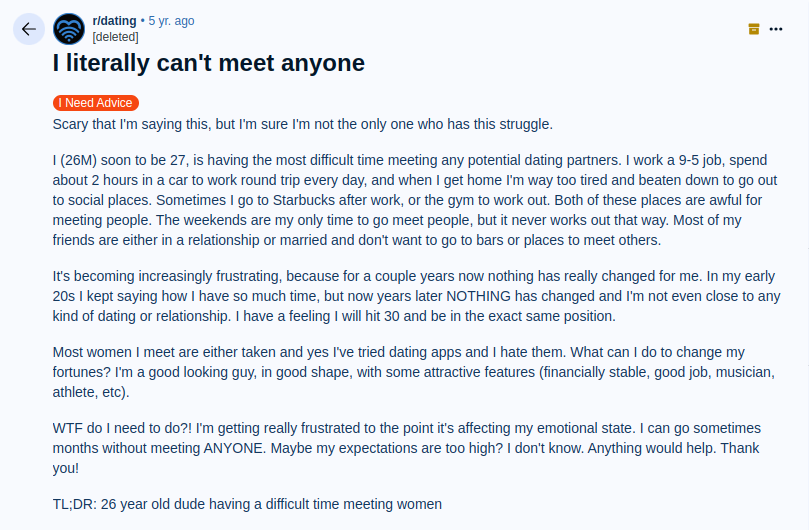 r/dating • 5 yr. ago
[deleted]
I literally can't meet anyone
I Need Advice
Scary that I'm saying this, but I'm sure I'm not the only one who has this struggle.
I (26M) soon to be 27, is having the most difficult time meeting any potential dating partners. I work a 9-5 job, spend
about 2 hours in a car to work round trip every day, and when I get home I'm way too tired and beaten down to go out
to social places. Sometimes I go to Starbucks after work, or the gym to work out. Both of these places are awful for
meeting people. The weekends are my only time to go meet people, but it never works out that way. Most of my
friends are either in a relationship or married and don't want to go to bars or places to meet others.
It's becoming increasingly frustrating, because for a couple years now nothing has really changed for me. In my early
20s I kept saying how I have so much time, but now years later NOTHING has changed and I'm not even close to any
kind of dating or relationship. I have a feeling I will hit 30 and be in the exact same position.
Most women I meet are either taken and yes I've tried dating apps and I hate them. What can I do to change my
fortunes? I'm a good looking guy, in good shape, with some attractive features (financially stable, good job, musician,
athlete, etc).
WTF do I need to do?! I'm getting really frustrated to the point it's affecting my emotional state. I can go sometimes
months without meeting ANYONE. Maybe my expectations are too high? I don't know. Anything would help. Thank
you!
TL;DR: 26 year old dude having a difficult time meeting women